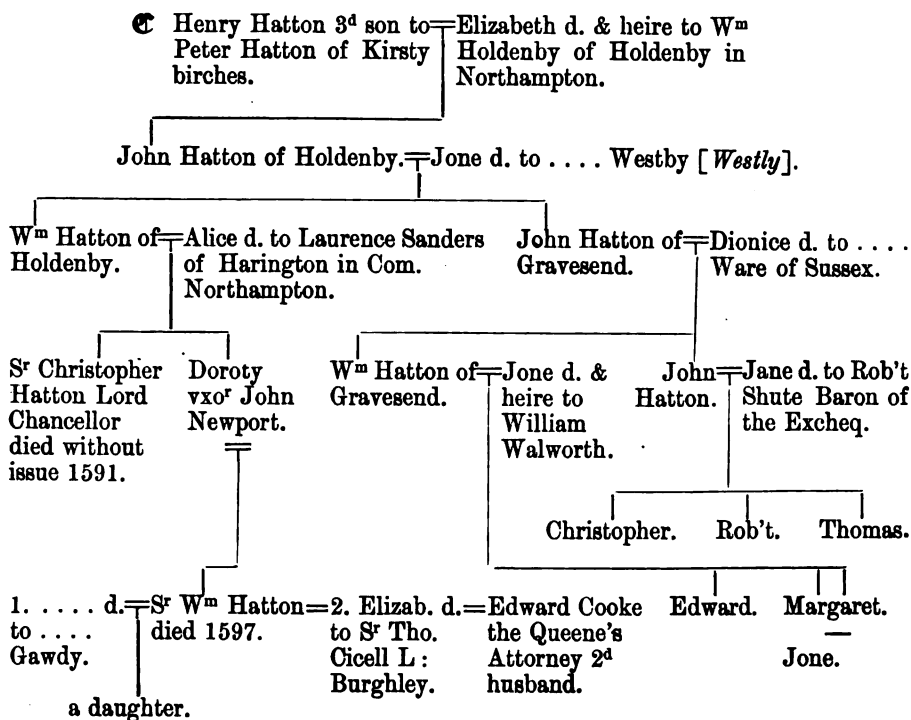 C Henry Hatton 3ᵈ son to Peter Hatton of Kirsty birches. = Elizabeth d. & heire to Wᵐ Holdenby of Holdenby in Northampton.
John Hatton of Holdenby. = Jone d. to . . . . Westby [Westly].
Wᵐ Hatton of
Holdenby.
Alice d. to Laurence Sanders
of Harington in Com.
Northampton.
John Hatton of
Gravesend.
Dionice d. to . . . .
Ware of Sussex.
Sʳ Christopher
Hatton Lord
Chancellor
died without
issue 1591.
Doroty
vxoʳ John
Newport.
Wᵐ Hatton of
Gravesend.
Jone d. &
heire to
William
Walworth.
John
Hatton.
Jane d. to Rob't
Shute Baron of
the Excheq.
Christopher. Rob't. Thomas.
1. . . . . . d.
to . . . .
Gawdy.
Sʳ Wᵐ Hatton
died 1597.
2. Elizab. d.
to Sʳ Tho.
Cicell L :
Burghley.
Edward Cooke
the Queene's
Attorney 2ᵈ
husband.
Edward. Margaret.
—
Jone.
a daughter.